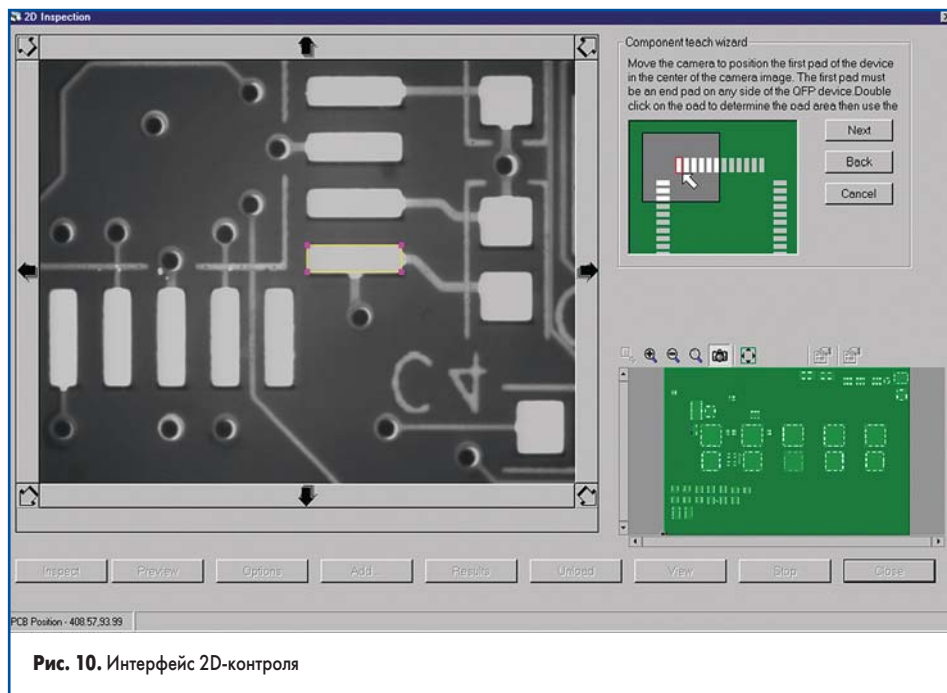 2D Inspection
Component teach wizard
Move the camera to position the first pad of the device
in the center of the camera image. The first pad must
be an end pad on any side of the QFP device.Double
click on the pad to determine the pad area then use the
Next
Back
Cancel
C4
Inspect
Preview
Options
Add...
Results
Unload
View
Stop
Close
PCB Position - 408.57,93.99
Рис. 10. Интерфейс 2D-контроля